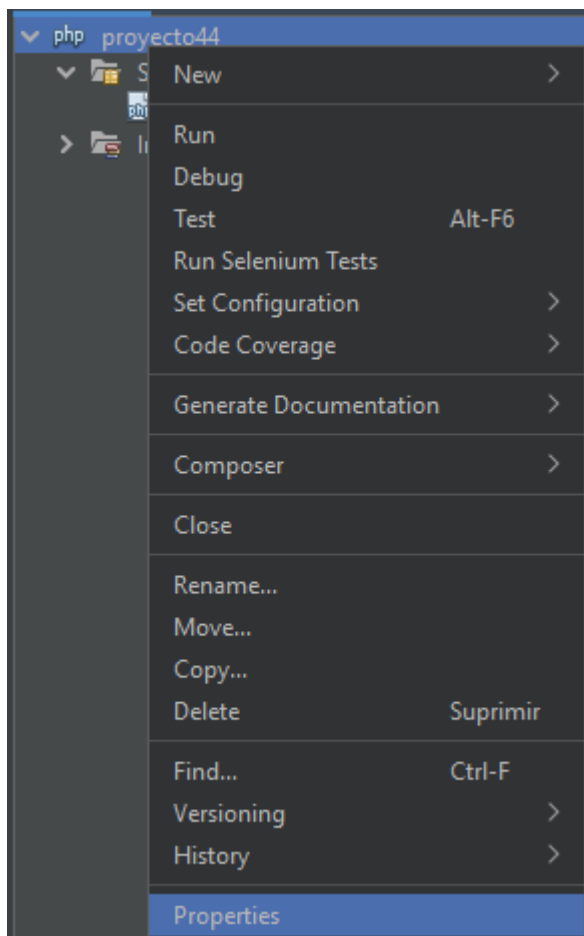 php proyecto44
S
php
I
New
Run
Debug
Test Alt-F6
Run Selenium Tests
Set Configuration
Code Coverage
Generate Documentation
Composer
Close
Rename...
Move...
Copy...
Delete Suprimir
Find... Ctrl-F
Versioning
History
Properties